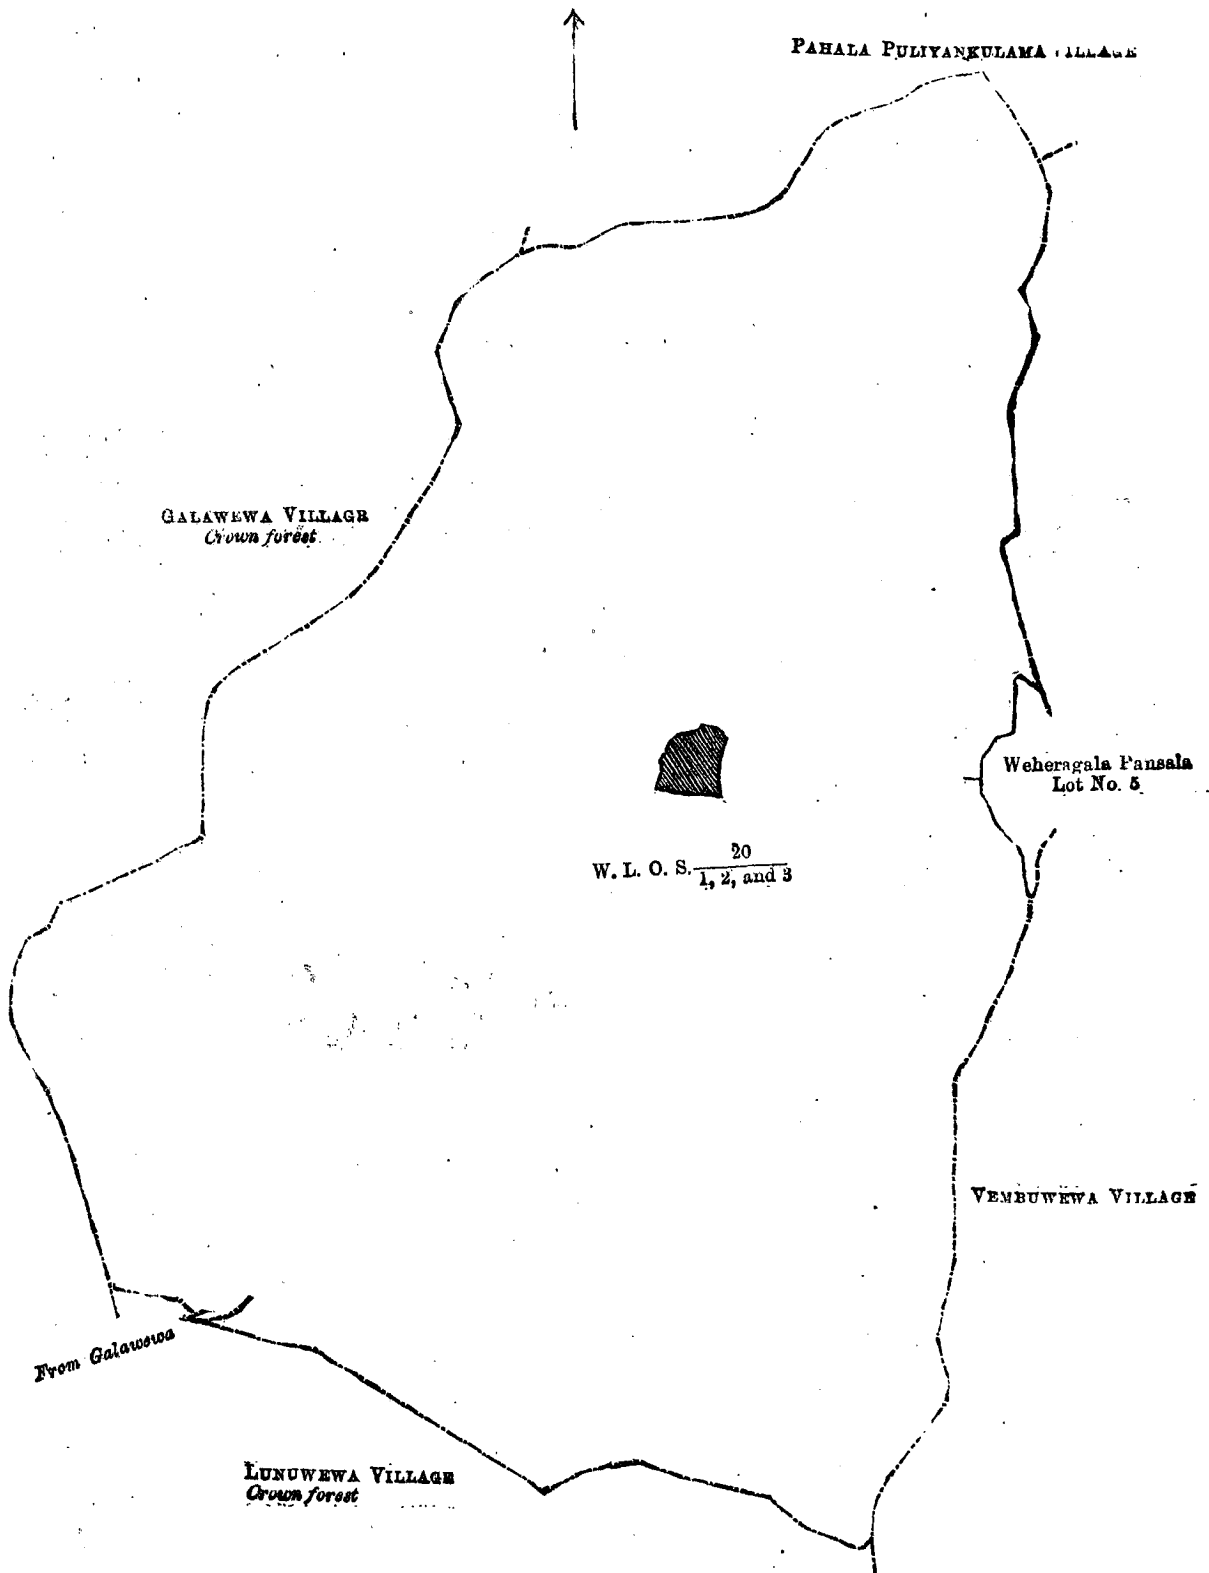 PAHALA PULIYANKULAMA VILLAGE
GALAWEWA VILLAGE
Crown forest
Weheragala Pansala
Lot No. 5
W. L. O. S. 20
1, 2, and 3
VEMBUWEWA VILLAGE
From Galawewa
LUNUWEWA VILLAGE
Crown forest